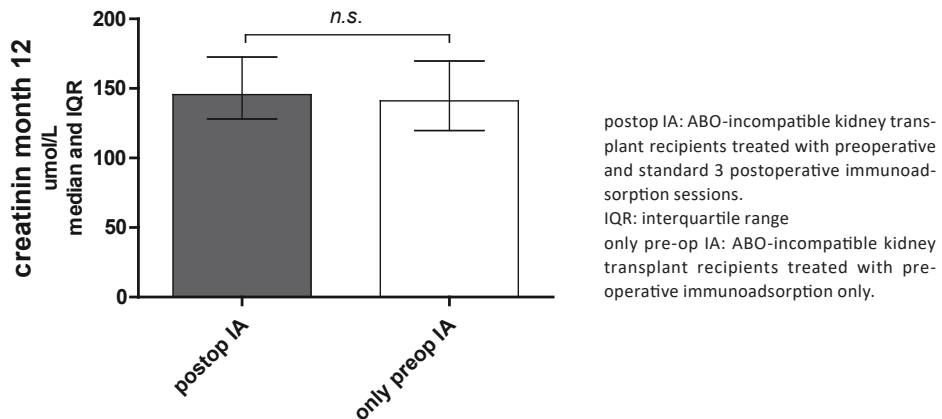 creatinin month 12
umol/L
median and IQR
200
150
100
50
0
n.s.
postop IA
only preop IA
postop IA: ABO-incompatible kidney trans-
plant recipients treated with preoperative
and standard 3 postoperative immunoad-
sorption sessions.
IQR: interquartile range
only pre-op IA: ABO-incompatible kidney
transplant recipients treated with pre-
operative immunoadsorption only.